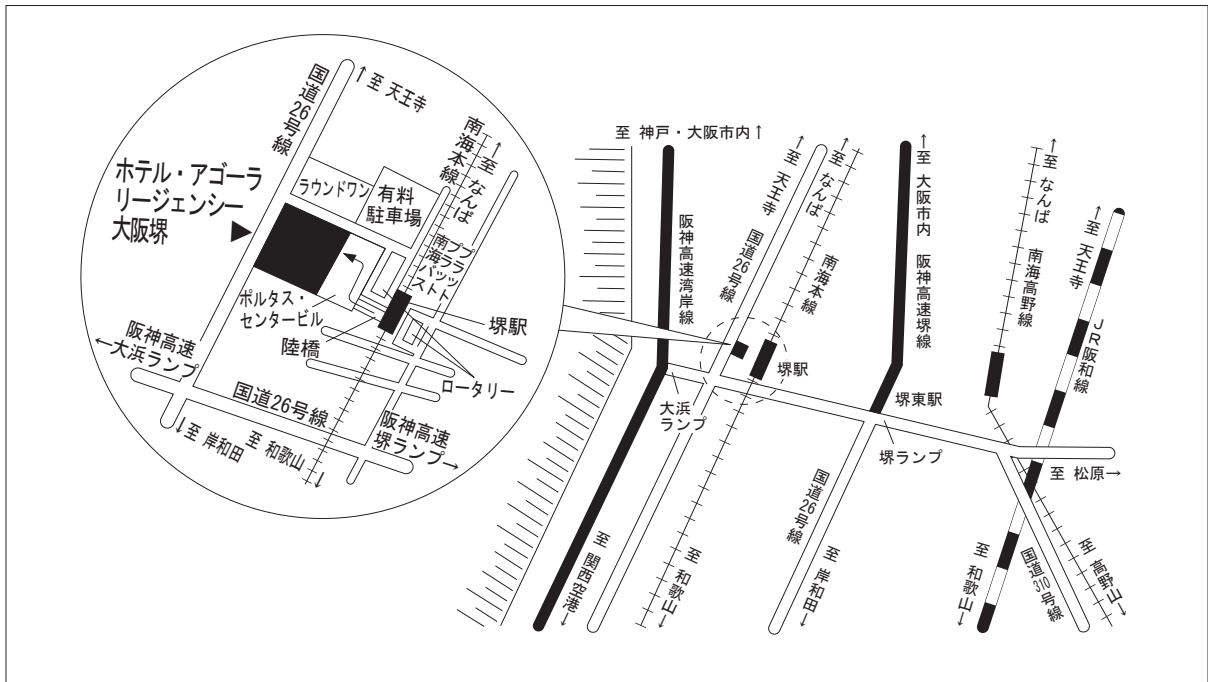 国道26号線
↑至 天王寺
南海本線
↑至 なんば
ホテル・アゴーラ
リージェンシー
大阪堺
ラウンドワン
有料
駐車場
プラットプラット
南海バスストップ
ポルタス・
センタービル
堺駅
陸橋
ロータリー
阪神高速
←大浜ランプ
国道26号線
↓至 岸和田
至 和歌山↓
阪神高速
堺ランプ→
至 神戸・大阪市内↑
阪神高速湾岸線
↑至 天王寺
国道26号線
↑至 なんば
南海本線
↑至 大阪市内
阪神高速堺線
↑至 なんば
南海高野線
↑至 天王寺
JR阪和線
堺駅
大浜
ランプ
堺東駅
堺ランプ
至 松原→
国道26号線
至 関西空港↓
至 和歌山↓
至 岸和田↓
至 和歌山↓
国道310号線
至 高野山↓